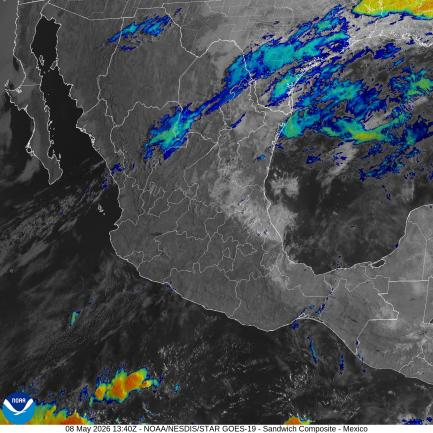 NOAA
08 May 2026 13:40Z - NOAA/NESDIS/STAR GOES-19 - Sandwich Composite - Mexico